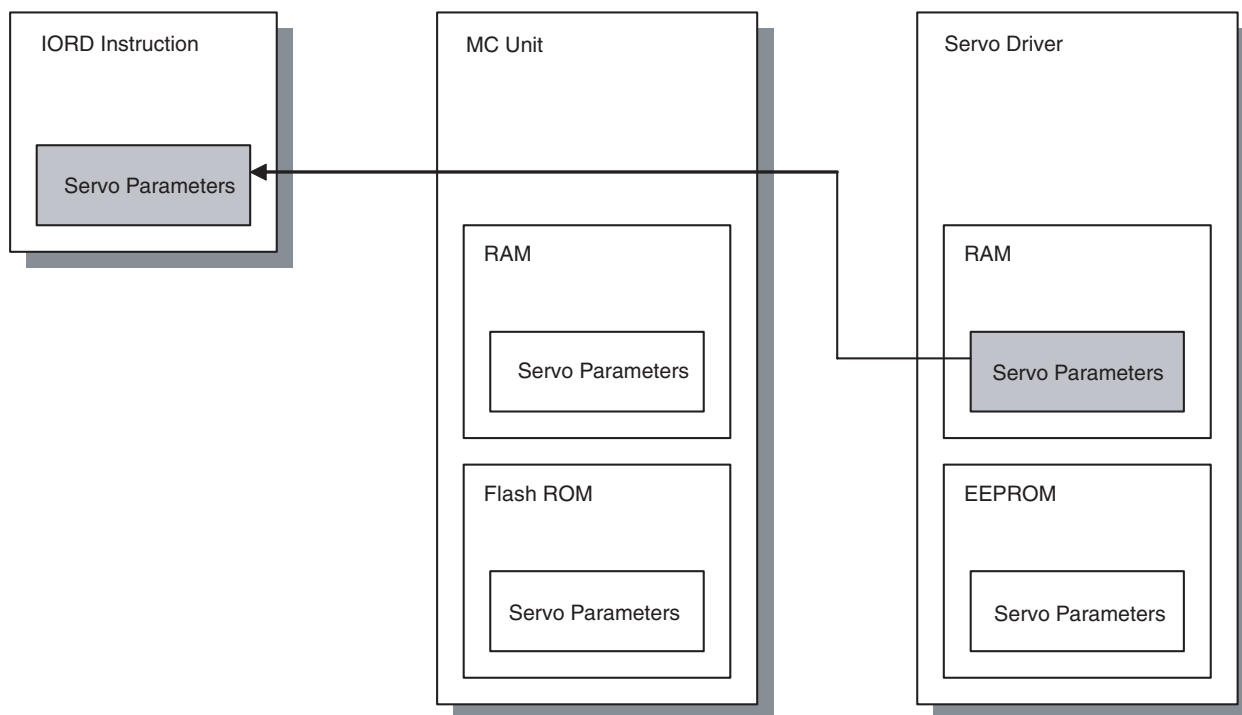 IORD Instruction
Servo Parameters
MC Unit
RAM
Servo Parameters
Flash ROM
Servo Parameters
Servo Driver
RAM
Servo Parameters
EEPROM
Servo Parameters